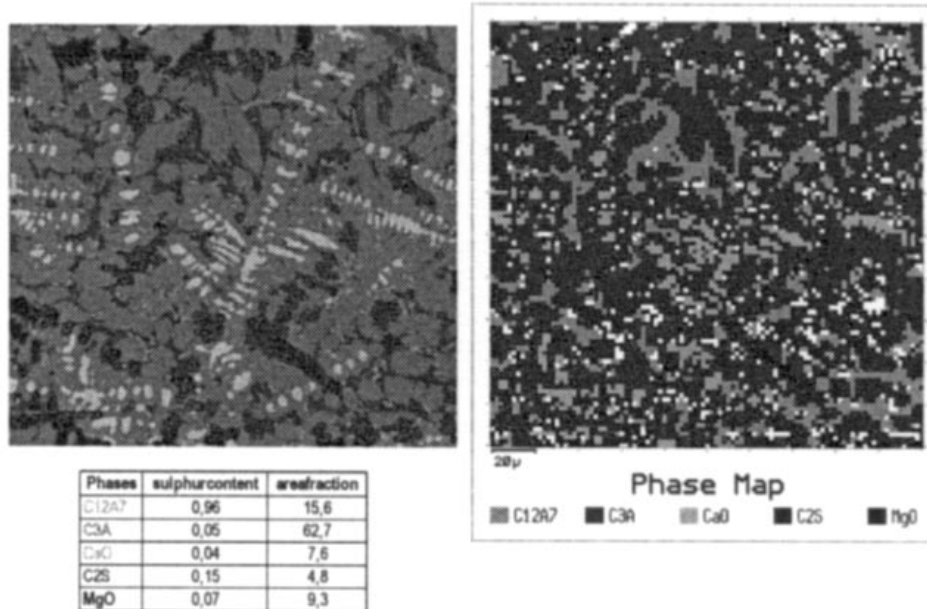 20µ
Phase Map
C12A7 C3A CaO C2S MgO
Phases sulphurcontent areafraction
C12A7 0,96 15,6
C3A 0,05 62,7
CaO 0,04 7,6
C2S 0,15 4,8
MgO 0,07 9,3